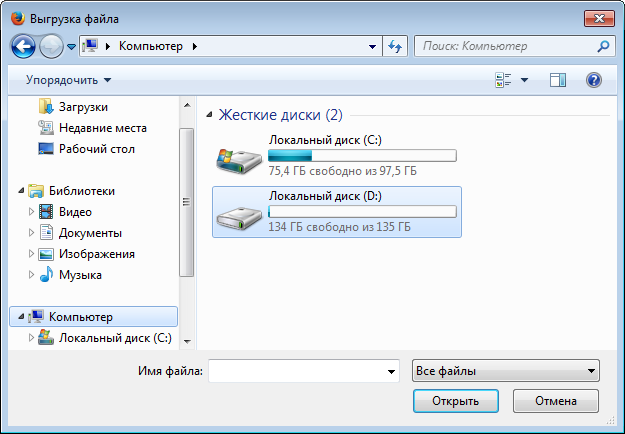 Выгрузка файла
Компьютер
Поиск: Компьютер
Упорядочить
Загрузки
Недавние места
Рабочий стол
Библиотеки
Видео
Документы
Изображения
Музыка
Компьютер
Локальный диск (C:)
Жесткие диски (2)
Локальный диск (C:)
75,4 ГБ свободно из 97,5 ГБ
Локальный диск (D:)
134 ГБ свободно из 135 ГБ
Имя файла:
Все файлы
Открыть
Отмена